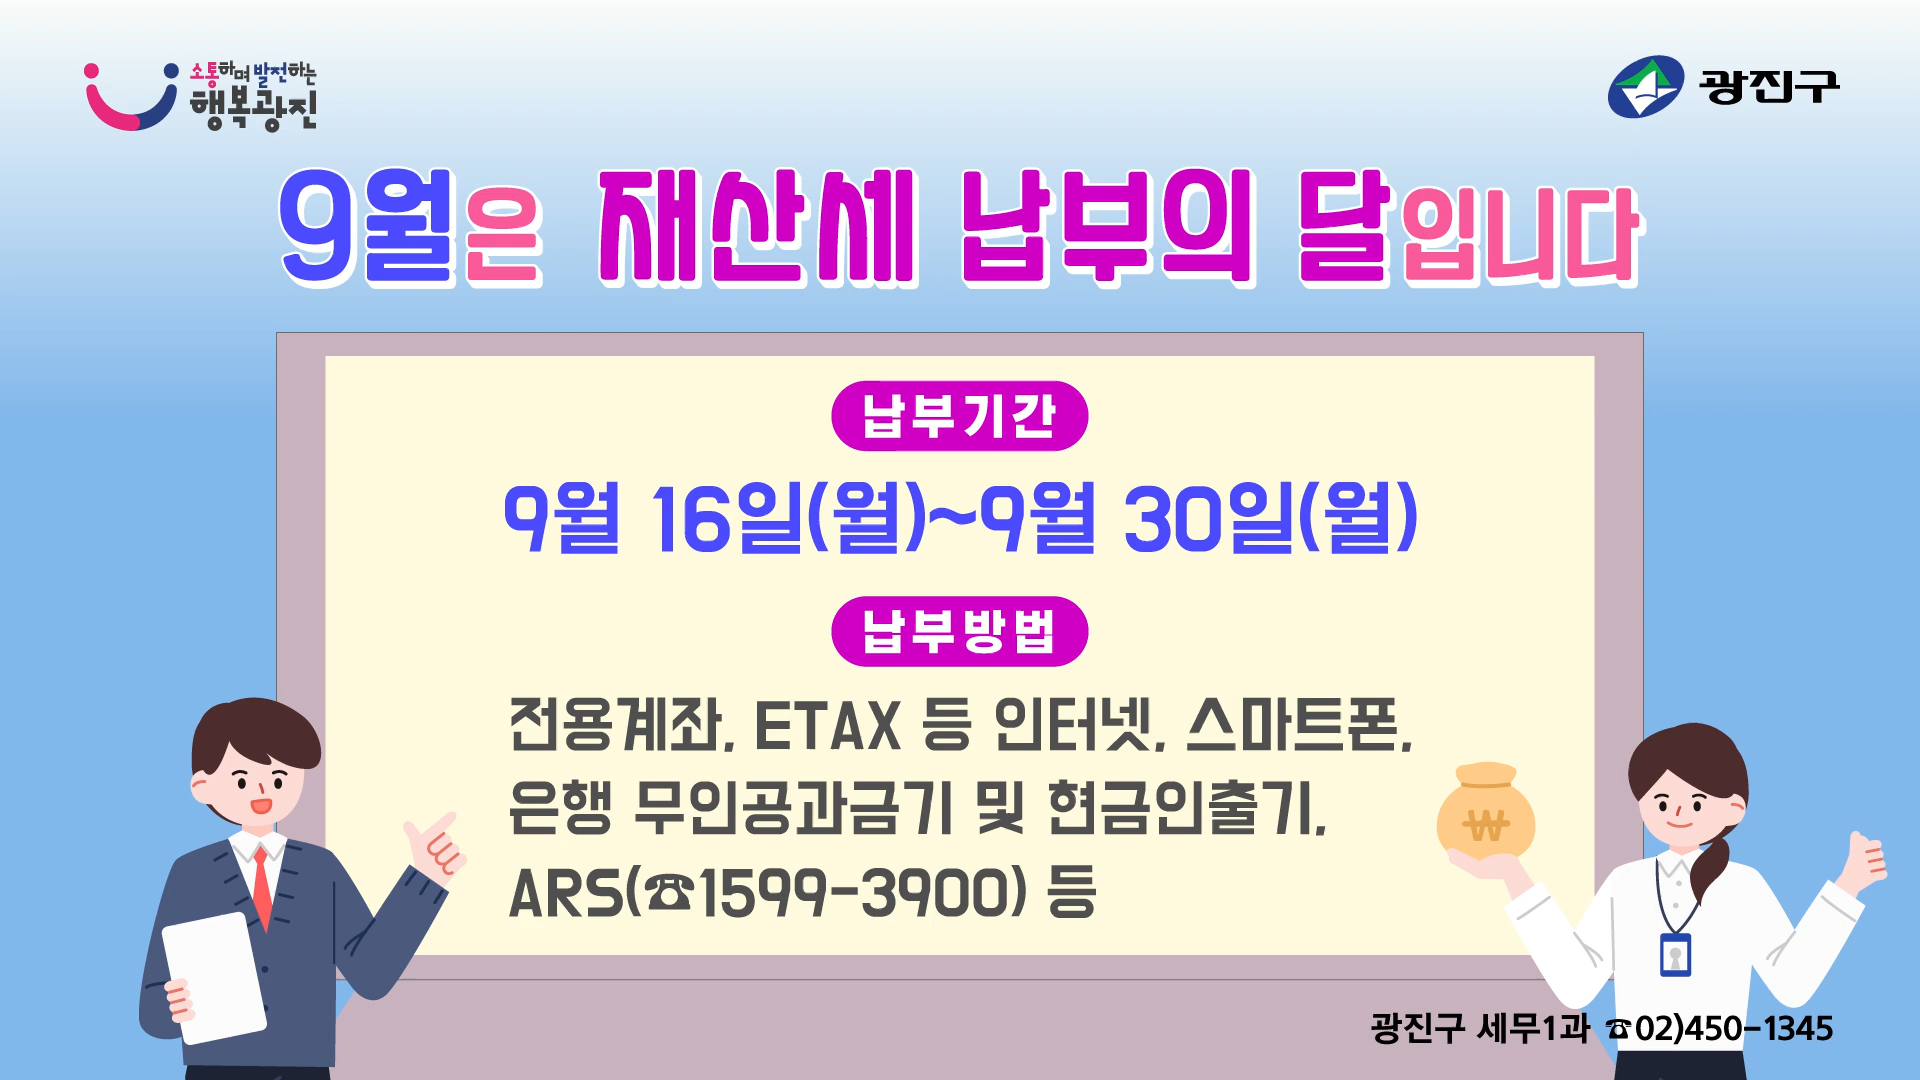 소통하며 발전하는
행복광진
광진구
9월은 재산세 납부의 달입니다
납부기간
9월 16일(월)~9월 30일(월)
납부방법
전용계좌, ETAX 등 인터넷, 스마트폰,
은행 무인공과금기 및 현금인출기,
ARS(☎1599-3900) 등
₩
광진구 세무1과 ☎02)450-1345